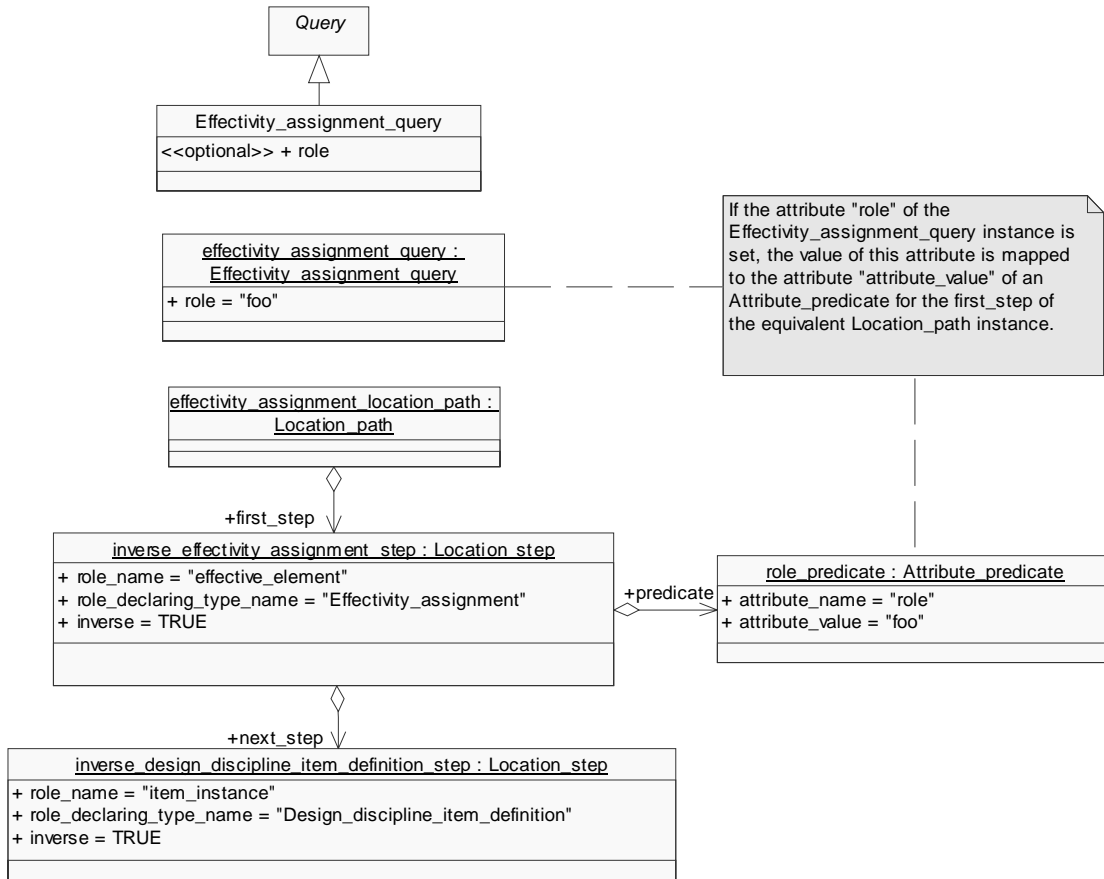 Query
Effectivity_assignment_query
<<optional>> + role
effectivity_assignment_query :
Effectivity_assignment_query
+ role = "foo"
If the attribute "role" of the
Effectivity_assignment_query instance is
set, the value of this attribute is mapped
to the attribute "attribute_value" of an
Attribute_predicate for the first_step of
the equivalent Location_path instance.
effectivity_assignment_location_path :
Location_path
+first_step
inverse_effectivity_assignment_step : Location_step
+ role_name = "effective_element"
+ role_declaring_type_name = "Effectivity_assignment"
+ inverse = TRUE
+predicate
role_predicate : Attribute_predicate
+ attribute_name = "role"
+ attribute_value = "foo"
+next_step
inverse_design_discipline_item_definition_step : Location_step
+ role_name = "item_instance"
+ role_declaring_type_name = "Design_discipline_item_definition"
+ inverse = TRUE